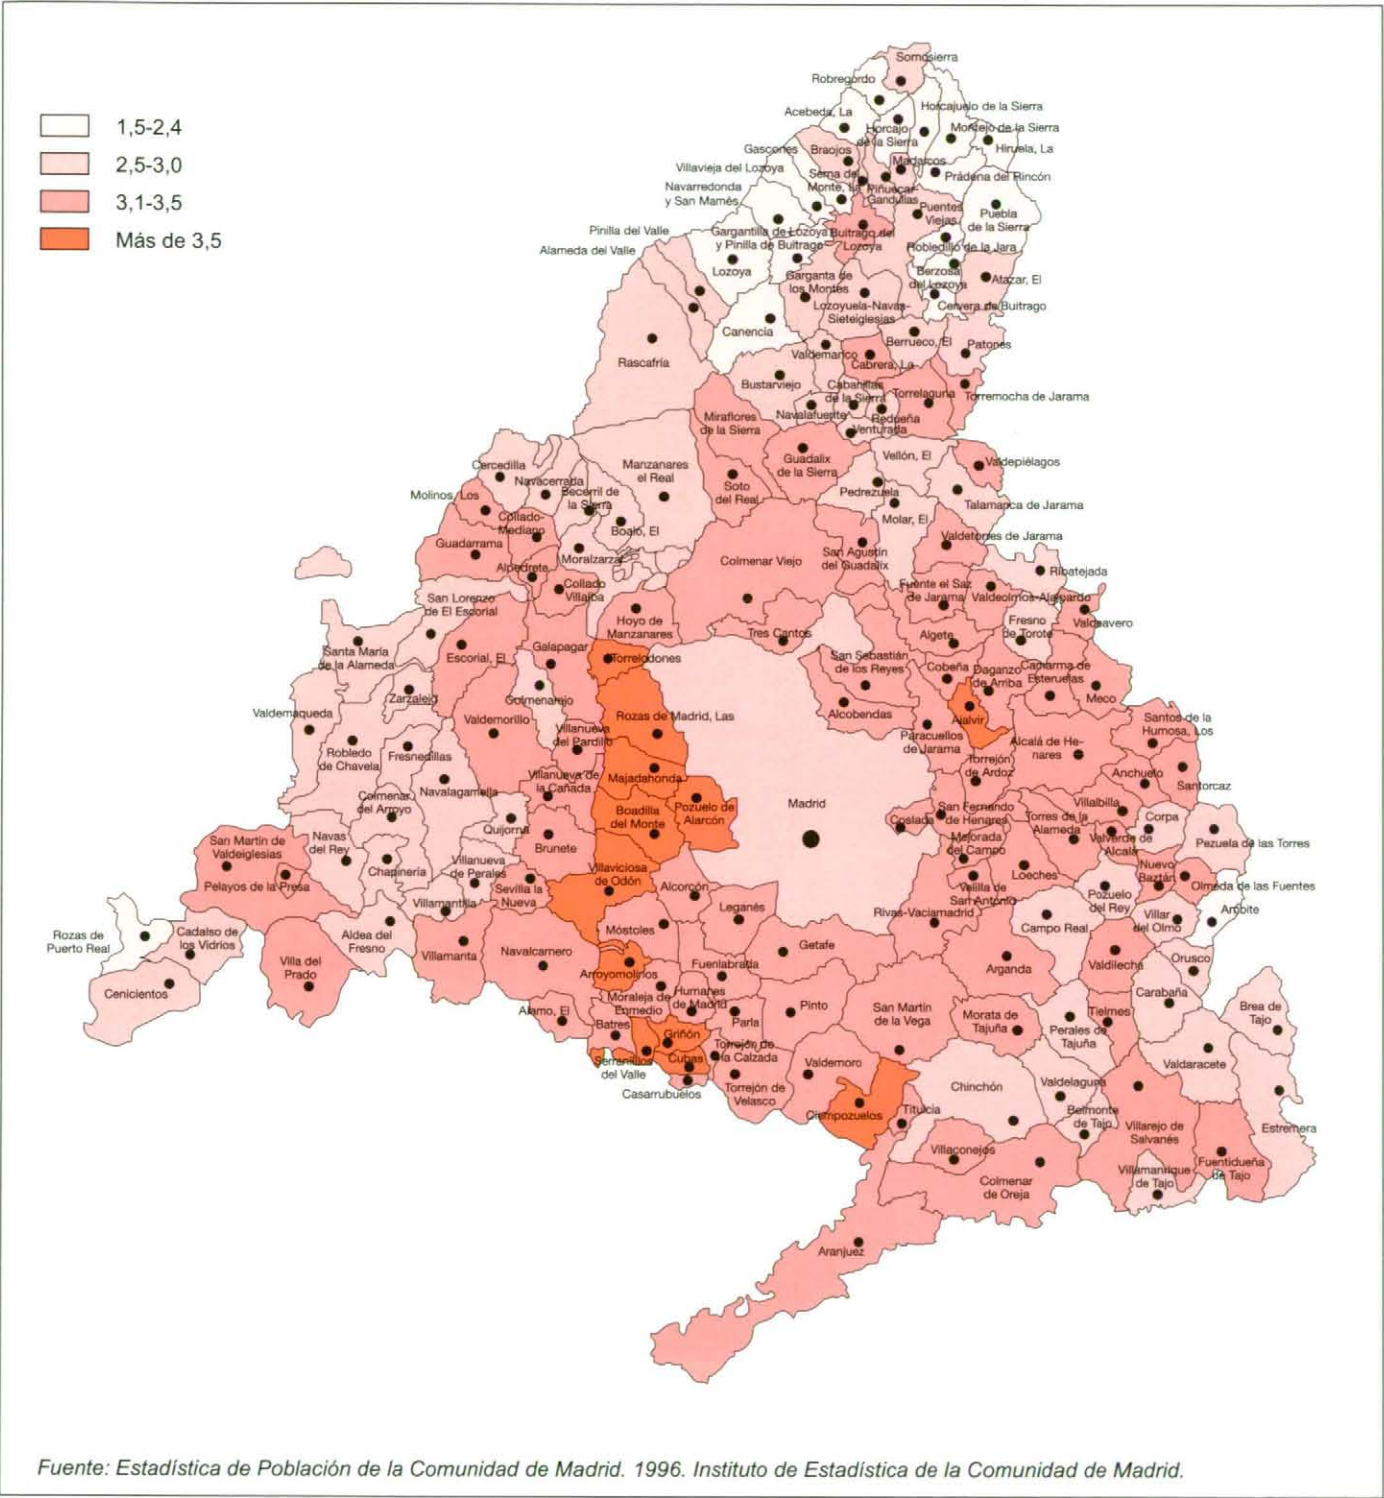 1,5-2,4
2,5-3,0
3,1-3,5
Más de 3,5
Somosierra
Robregordo
Acebeda, La
Horcajuelo de la Sierra
Horcajo
de la Sierra
Montejo de la Sierra
Hiruela, La
Gascones
Braojos
Madarcos
Prádena del Rincón
Villavieja del Lozoya
Serna del
Monte, La
Piñuecar-
Gandullas
Navarredonda
y San Mamés
Puentes
Viejas
Puebla
de la Sierra
Pinilla del Valle
Gargantilla de Lozoya
y Pinilla de Buitrago
Buitrago del
Lozoya
Robledillo de la Jara
Alameda del Valle
Lozoya
Garganta de
los Montes
Berzosa
del Lozoya
Atazar, El
Lozoyuela-Navas-
Sieteiglesias
Cervera de Buitrago
Canencia
Rascafría
Valdemanco
Berrueco, El
Patones
Cabrera, La
Bustarviejo
Cabanillas
de la Sierra
Torrelaguna
Torremocha de Jarama
Navalafuente
Redueña
Venturada
Miraflores
de la Sierra
Guadalix
de la Sierra
Vellón, El
Valdepiélagos
Cercedilla
Navacerrada
Becerril de
la Sierra
Manzanares
el Real
Soto
del Real
Pedrezuela
Talamanca de Jarama
Molinos, Los
Collado-
Mediano
Boalo, El
Molar, El
Guadarrama
Moralzarzal
Colmenar Viejo
San Agustín
del Guadalix
Valdetorres de Jarama
Alpedrete
Collado
Villalba
Ribatejada
Fuente el Saz
de Jarama
Valdeolmos-Alalpardo
San Lorenzo
de El Escorial
Hoyo de
Manzanares
Tres Cantos
Fresno
de Torote
Valdeavero
Algete
Santa María
de la Alameda
Escorial, El
Galapagar
Torrelodones
San Sebastián
de los Reyes
Cobeña
Daganzo
de Arriba
Camarma de
Esteruelas
Zarzalejo
Colmenarejo
Meco
Valdemaqueda
Valdemorillo
Rozas de Madrid, Las
Alcobendas
Ajalvir
Santos de la
Humosa, Los
Robledo
de Chavela
Fresnedillas
Villanueva
del Pardillo
Paracuellos
de Jarama
Alcalá de He-
nares
Majadahonda
Torrejón
de Ardoz
Anchuelo
Santorcaz
Navalagamella
Villanueva de
la Cañada
Colmenar
del Arroyo
Boadilla
del Monte
Pozuelo de
Alarcón
Madrid
Coslada
San Fernando
de Henares
Torres de la
Alameda
Villalbilla
Corpa
Quijorna
Brunete
Mejorada
del Campo
Valverde de
Alcalá
Pezuela de las Torres
San Martín de
Valdeiglesias
Navas
del Rey
Chapinería
Villanueva
de Perales
Villaviciosa
de Odón
Loeches
Nuevo
Baztán
Pelayos de la Presa
Sevilla la
Nueva
Alcorcón
Velilla de
San Antonio
Pozuelo
del Rey
Olmeda de las Fuentes
Villamantilla
Leganés
Rivas-Vaciamadrid
Campo Real
Villar
del Olmo
Ambite
Rozas de
Puerto Real
Cadalso de
los Vidrios
Aldea del
Fresno
Móstoles
Navalcarnero
Getafe
Villamanta
Orusco
Valdilecha
Villa del
Prado
Arroyomolinos
Fuenlabrada
Arganda
Cenicientos
Moraleja de
Enmedio
Humanes
de Madrid
Carabaña
Álamo, El
Batres
Parla
Pinto
San Martín
de la Vega
Morata de
Tajuña
Perales de
Tajuña
Tielmes
Brea de
Tajo
Griñón
Serranillos
del Valle
Cubas
Torrejón de
la Calzada
Valdemoro
Valdaracete
Casarrubuelos
Torrejón de
Velasco
Chinchón
Valdelaguna
Ciempozuelos
Titulcia
Belmonte
de Tajo
Villarejo de
Salvanés
Estremera
Villaconejos
Colmenar
de Oreja
Villamanrique
de Tajo
Fuentidueña
de Tajo
Aranjuez
Fuente: Estadística de Población de la Comunidad de Madrid. 1996. Instituto de Estadística de la Comunidad de Madrid.